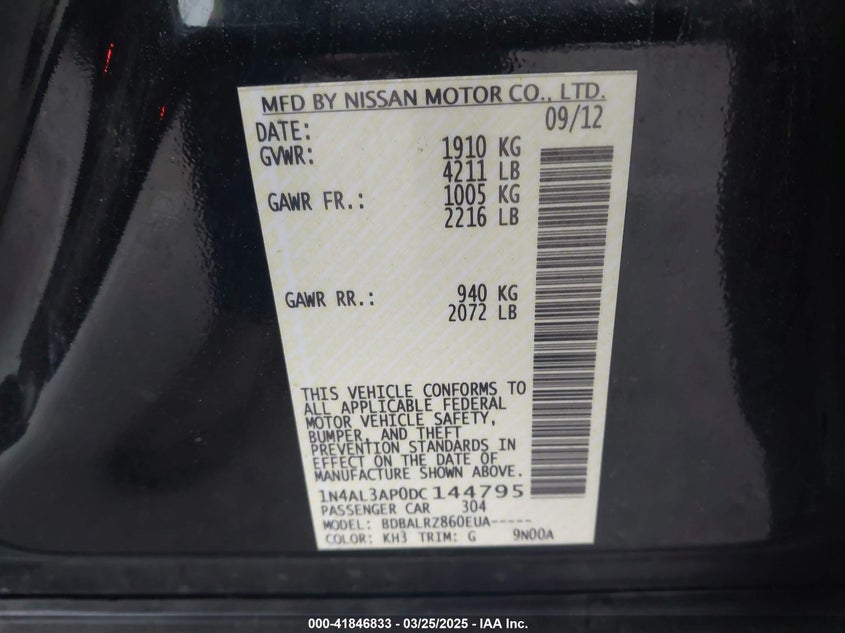 MFD BY NISSAN MOTOR CO., LTD.
DATE: 09/12
GVWR: 1910 KG
4211 LB
GAWR FR.: 1005 KG
2216 LB
GAWR RR.: 940 KG
2072 LB
THIS VEHICLE CONFORMS TO
ALL APPLICABLE FEDERAL
MOTOR VEHICLE SAFETY,
BUMPER, AND THEFT
PREVENTION STANDARDS IN
EFFECT ON THE DATE OF
MANUFACTURE SHOWN ABOVE.
1N4AL3AP0DC144795
PASSENGER CAR 304
MODEL: BDBALRZ860EUA-----
COLOR: KH3 TRIM: G 9N00A
000-41846833 - 03/25/2025 - IAA Inc.